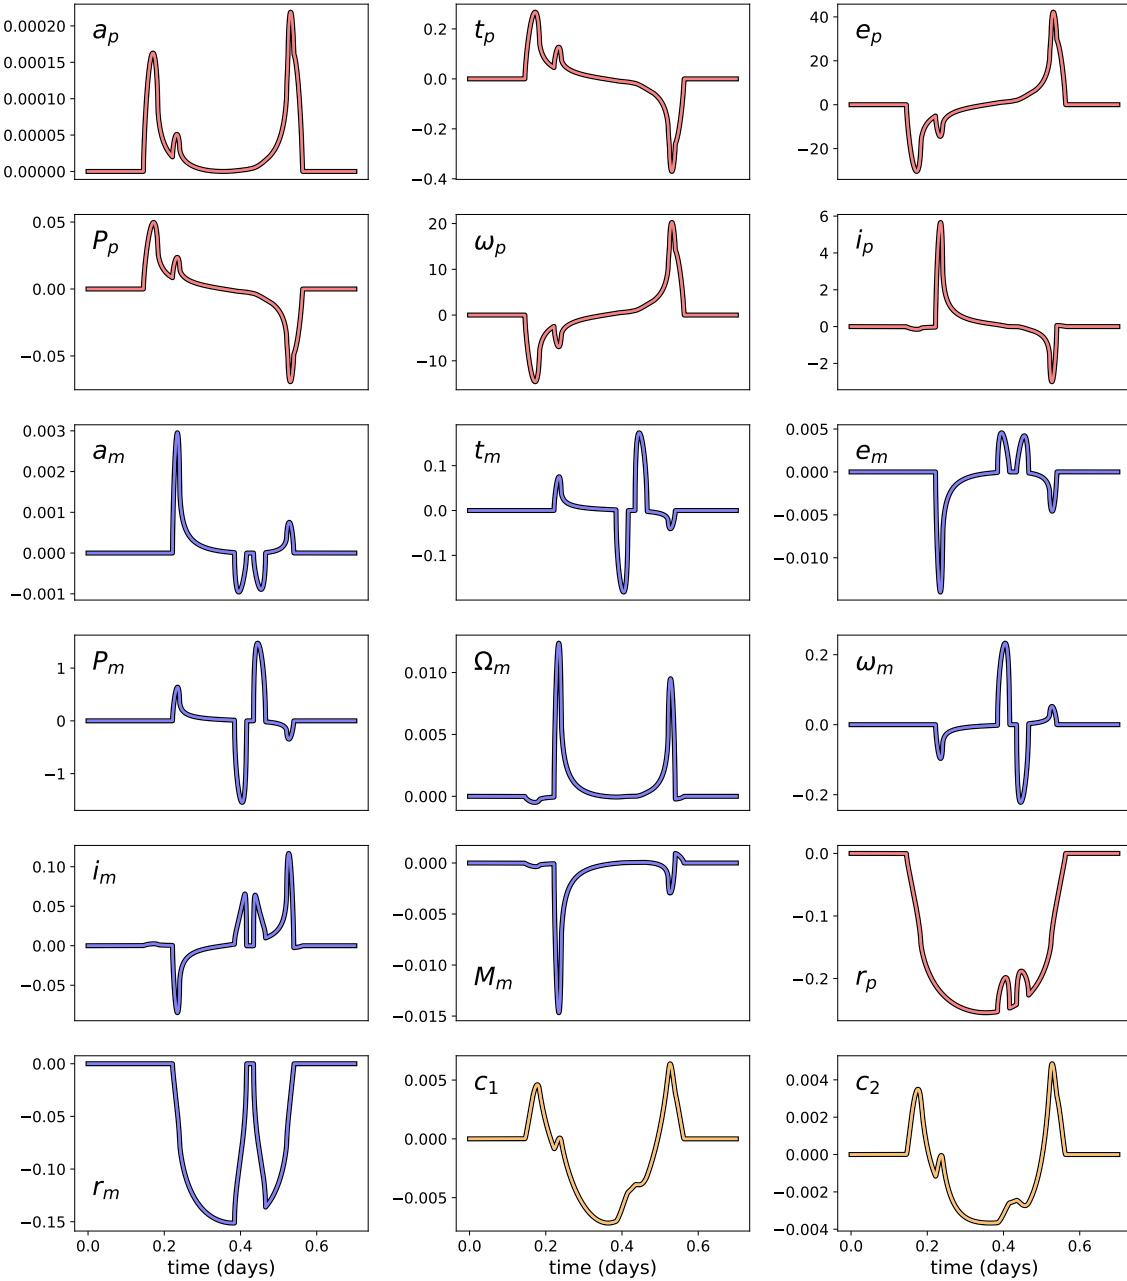 0.00020
0.00015
0.00010
0.00005
0.00000
a_p
0.2
0.0
−0.2
−0.4
t_p
40
20
0
−20
e_p
0.05
0.00
−0.05
P_p
20
10
0
−10
ω_p
6
4
2
0
−2
i_p
0.003
0.002
0.001
0.000
−0.001
a_m
0.1
0.0
−0.1
t_m
0.005
0.000
−0.005
−0.010
e_m
1
0
−1
P_m
0.010
0.005
0.000
Ω_m
0.2
0.0
−0.2
ω_m
0.10
0.05
0.00
−0.05
i_m
0.000
−0.005
−0.010
−0.015
M_m
0.0
−0.1
−0.2
r_p
0.00
−0.05
−0.10
−0.15
r_m
0.0 0.2 0.4 0.6
time (days)
0.005
0.000
−0.005
c_1
0.0 0.2 0.4 0.6
time (days)
0.004
0.002
0.000
−0.002
−0.004
c_2
0.0 0.2 0.4 0.6
time (days)